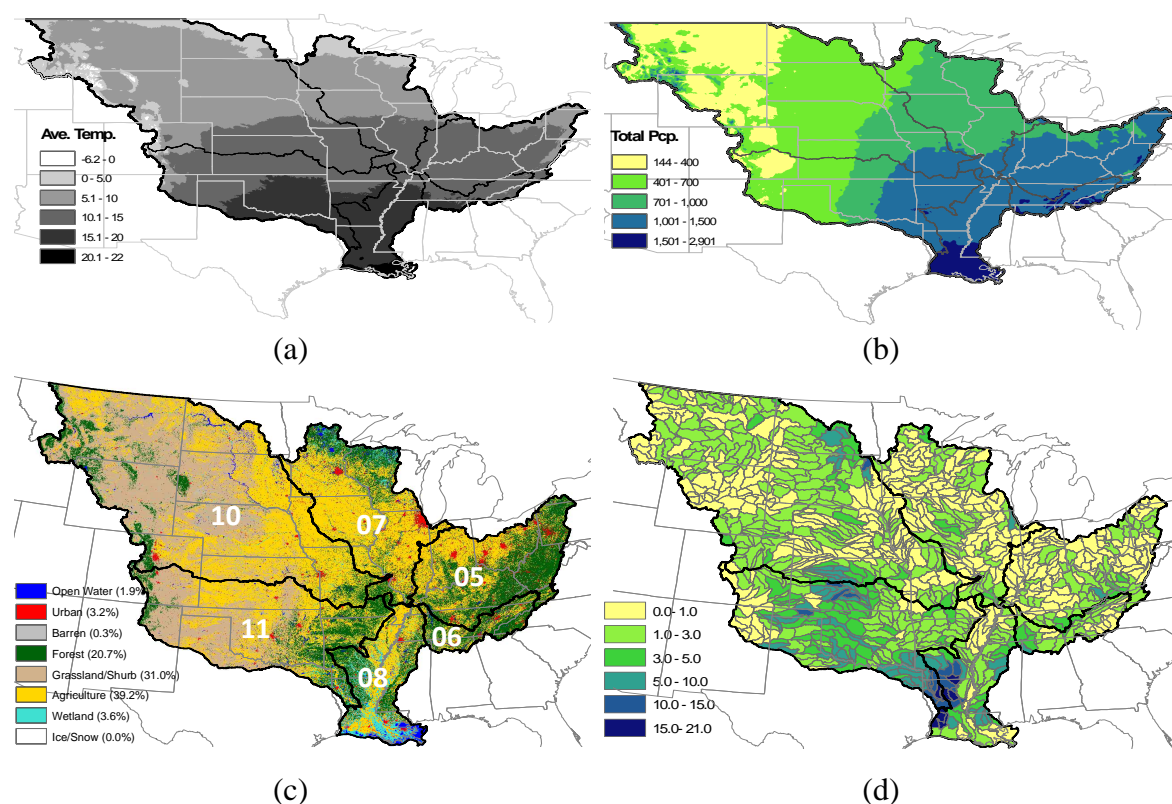 Ave. Temp.
-6.2 - 0
0 - 5.0
5.1 - 10
10.1 - 15
15.1 - 20
20.1 - 22
(a)
Total Pcp.
144 - 400
401 - 700
701 - 1,000
1,001 - 1,500
1,501 - 2,901
(b)
10
07
05
11
06
08
Open Water (1.9%
Urban (3.2%)
Barren (0.3%)
Forest (20.7%)
Grassland/Shurb (31.0%)
Agriculture (39.2%)
Wetland (3.6%)
Ice/Snow (0.0%)
(c)
0.0- 1.0
1.0 - 3.0
3.0 - 5.0
5.0 - 10.0
10.0 - 15.0
15.0- 21.0
(d)